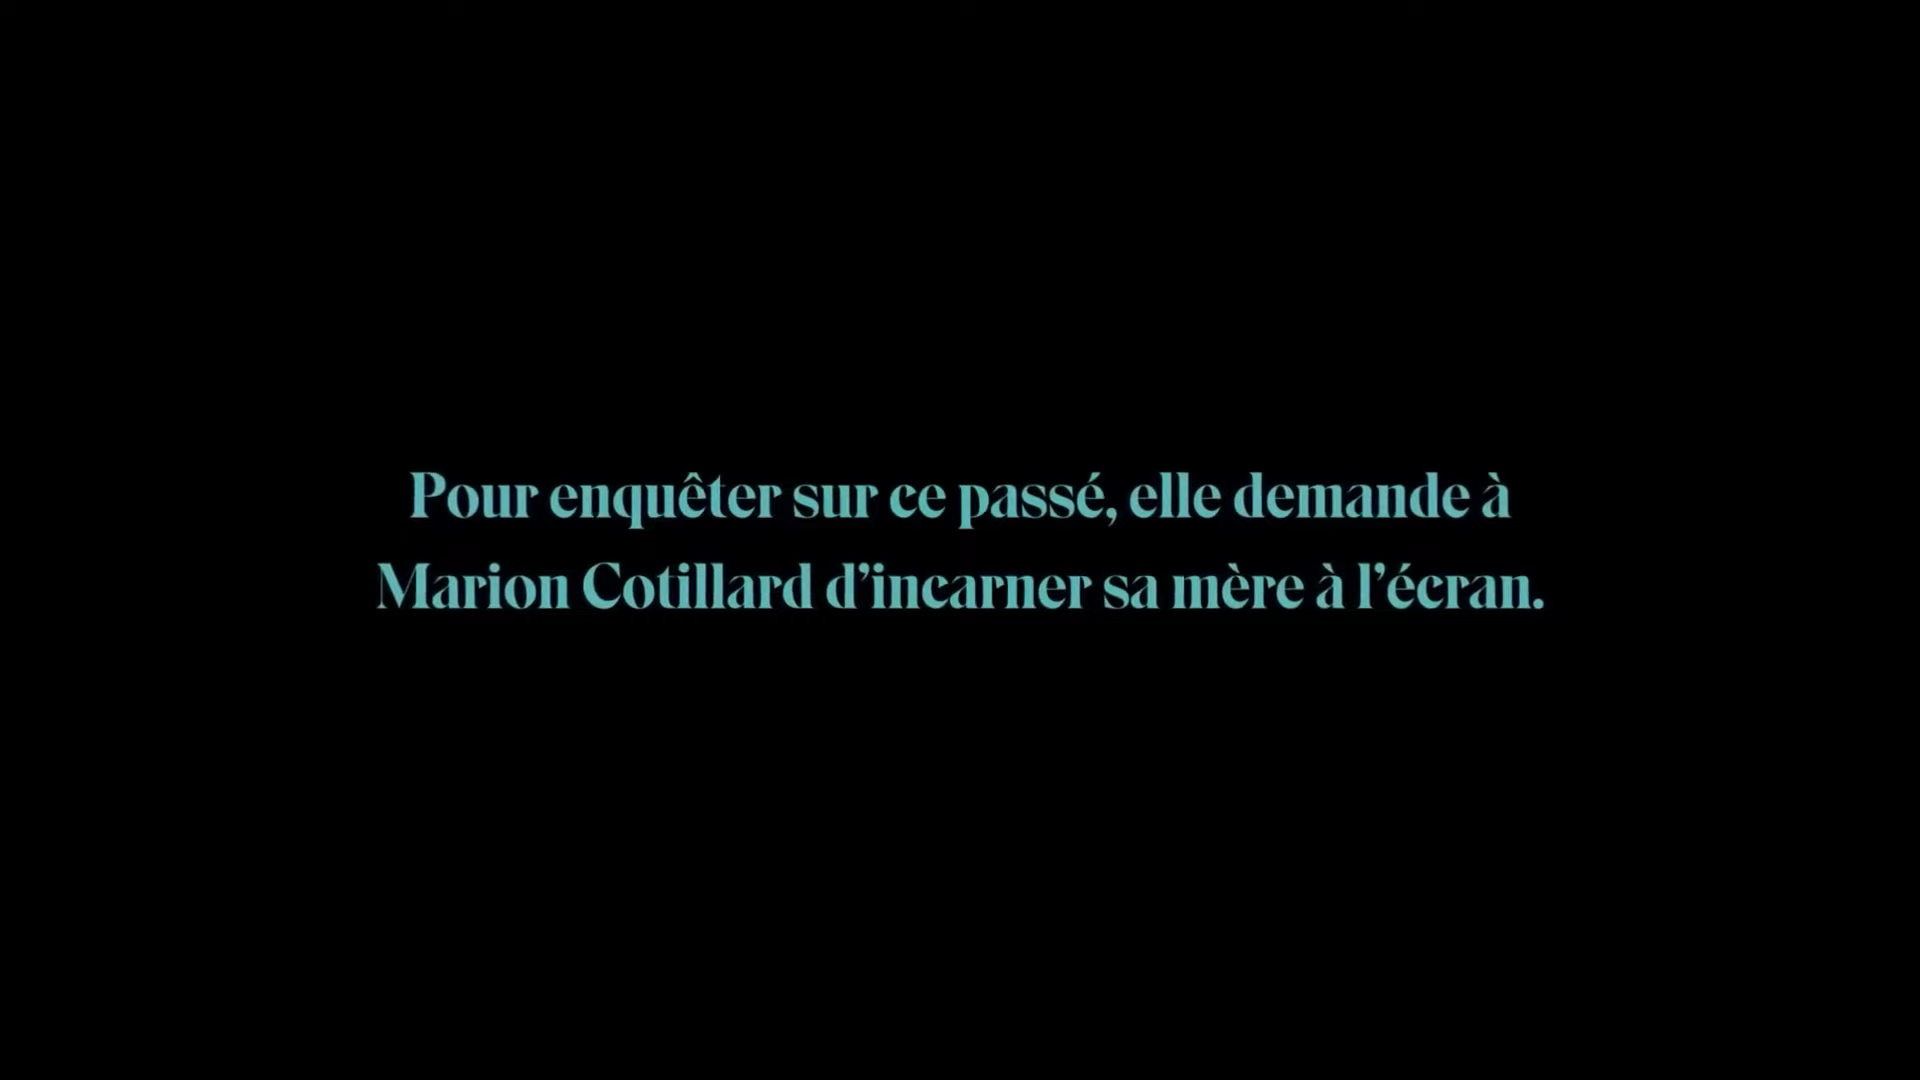 Pour enquêter sur ce passé, elle demande à
Marion Cotillard d’incarner sa mère à l’écran.